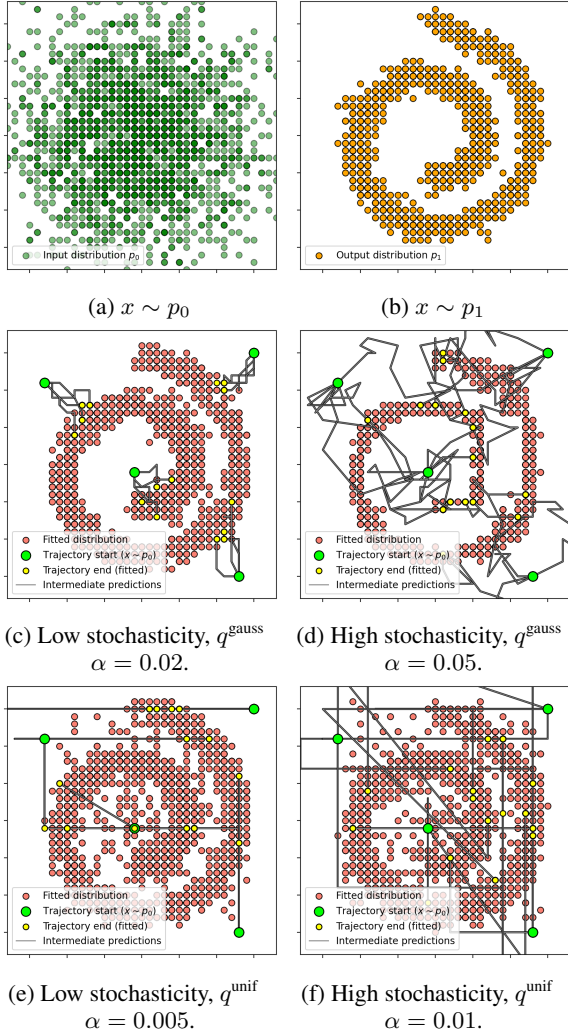 Input distribution p₀
Output distribution p₁
(a) x ∼ p₀
(b) x ∼ p₁
Fitted distribution
Trajectory start (x ∼ p₀)
Trajectory end (fitted)
Intermediate predictions
Fitted distribution
Trajectory start (x ∼ p₀)
Trajectory end (fitted)
Intermediate predictions
(c) Low stochasticity, q^gauss
α = 0.02.
(d) High stochasticity, q^gauss
α = 0.05.
Fitted distribution
Trajectory start (x ∼ p₀)
Trajectory end (fitted)
Intermediate predictions
Fitted distribution
Trajectory start (x ∼ p₀)
Trajectory end (fitted)
Intermediate predictions
(e) Low stochasticity, q^unif
α = 0.005.
(f) High stochasticity, q^unif
α = 0.01.